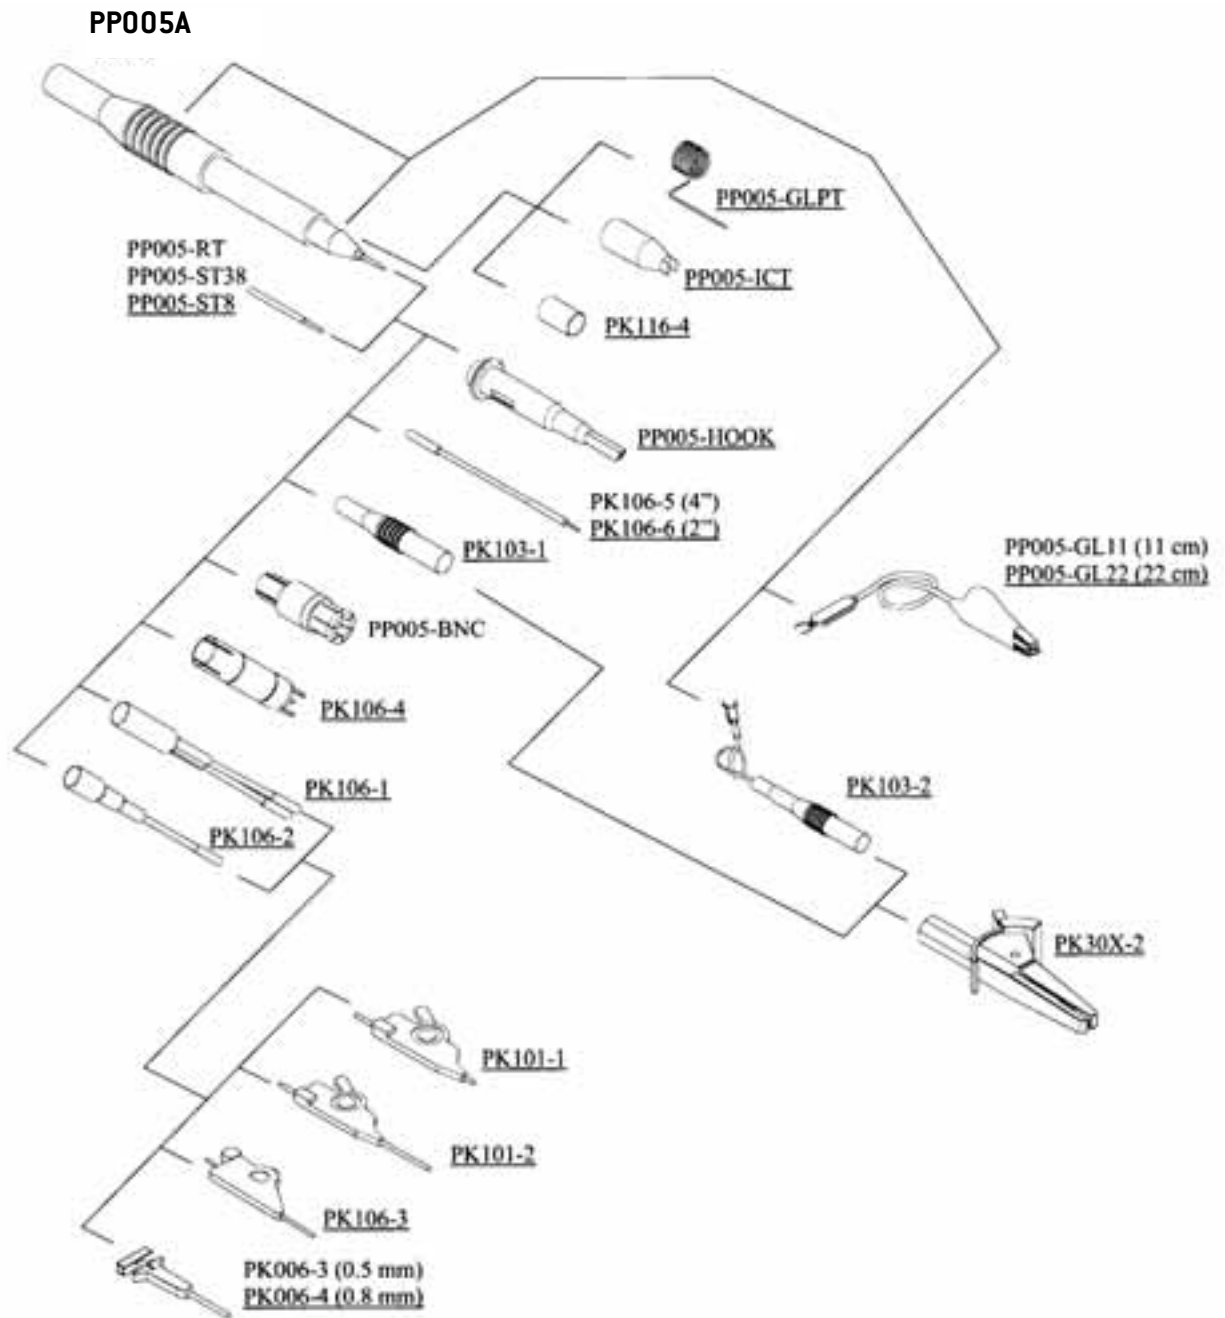 PP005A
PP005-GLPT
PP005-RT
PP005-ST38
PP005-ST8
PP005-ICT
PK116-4
PP005-HOOK
PK106-5 (4”)
PK106-6 (2”)
PK103-1
PP005-GL11 (11 cm)
PP005-GL22 (22 cm)
PP005-BNC
PK106-4
PK106-1
PK103-2
PK106-2
PK30X-2
PK101-1
PK101-2
PK106-3
PK006-3 (0.5 mm)
PK006-4 (0.8 mm)